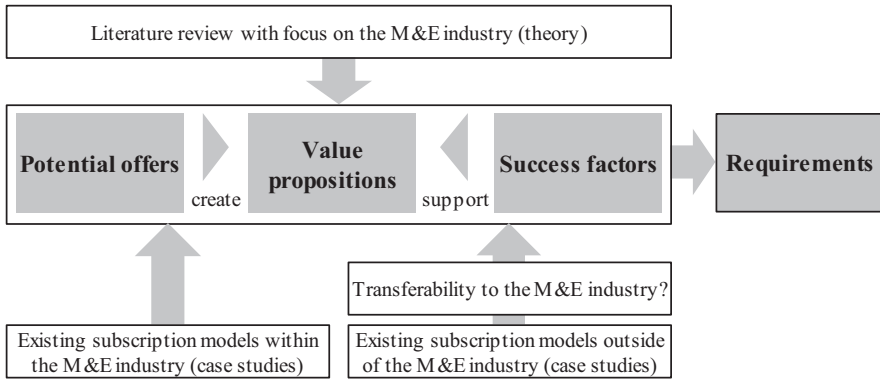 Literature review with focus on the M&E industry (theory)
Potential offers
create
Value
propositions
support
Success factors
Requirements
Transferability to the M&E industry?
Existing subscription models within
the M&E industry (case studies)
Existing subscription models outside
of the M&E industry (case studies)